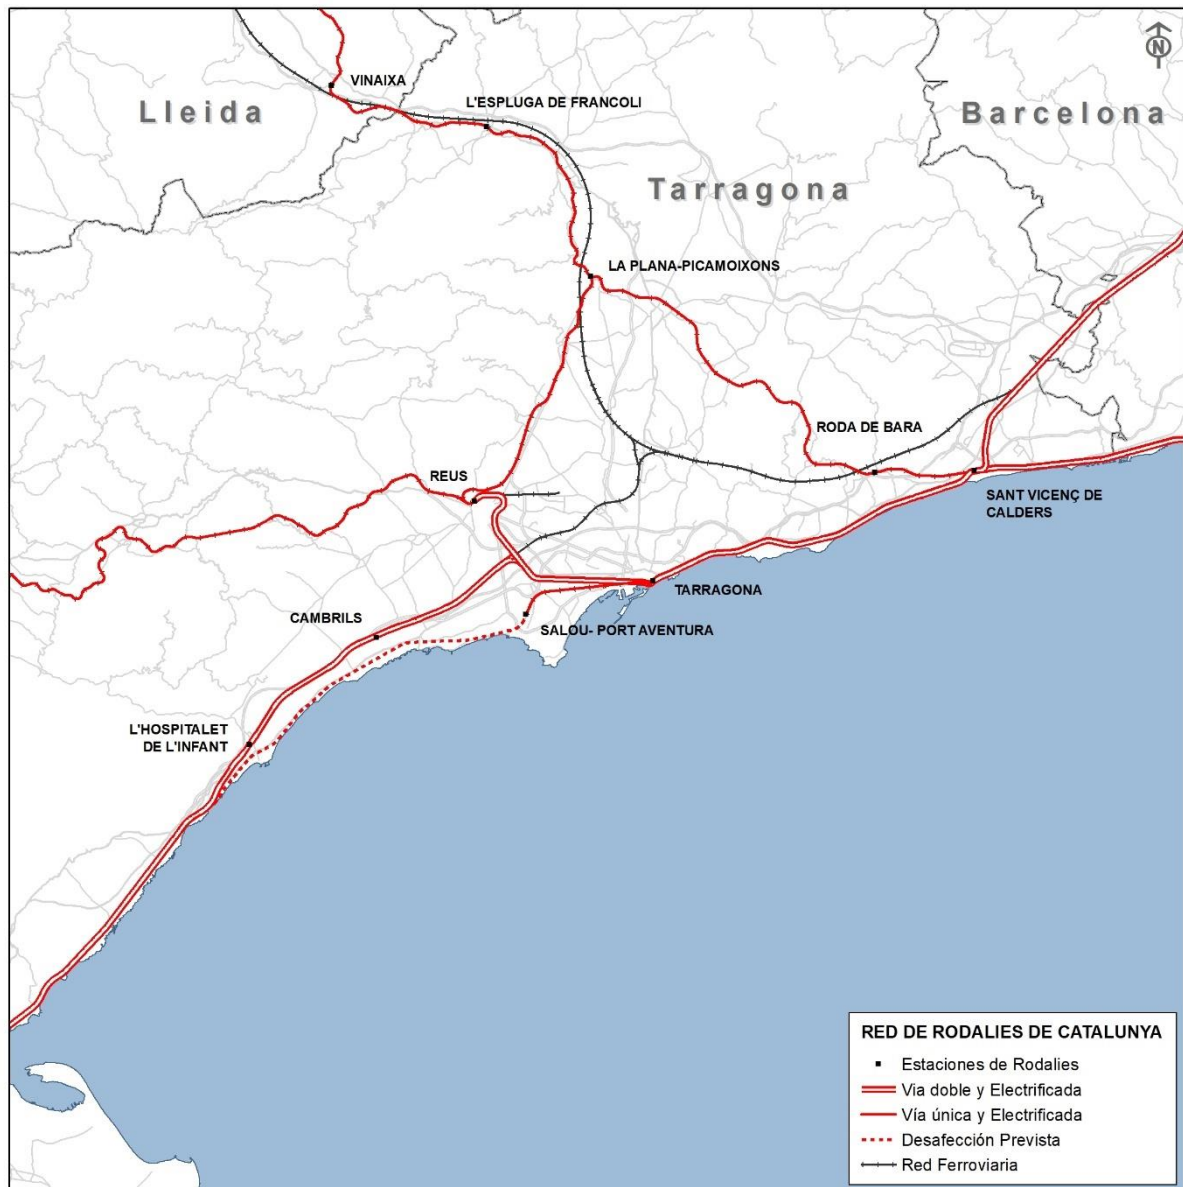 N
VINAIXA
L'ESPLUGA DE FRANCOLI
Lleida
Barcelona
Tarragona
LA PLANA-PICAMOIXONS
RODA DE BARA
REUS
SANT VICENÇ DE
CALDERS
TARRAGONA
CAMBRILS
SALOU- PORT AVENTURA
L'HOSPITALET
DE L'INFANT
RED DE RODALIES DE CATALUNYA
Estaciones de Rodalies
Via doble y Electrificada
Vía única y Electrificada
Desafección Prevista
Red Ferroviaria